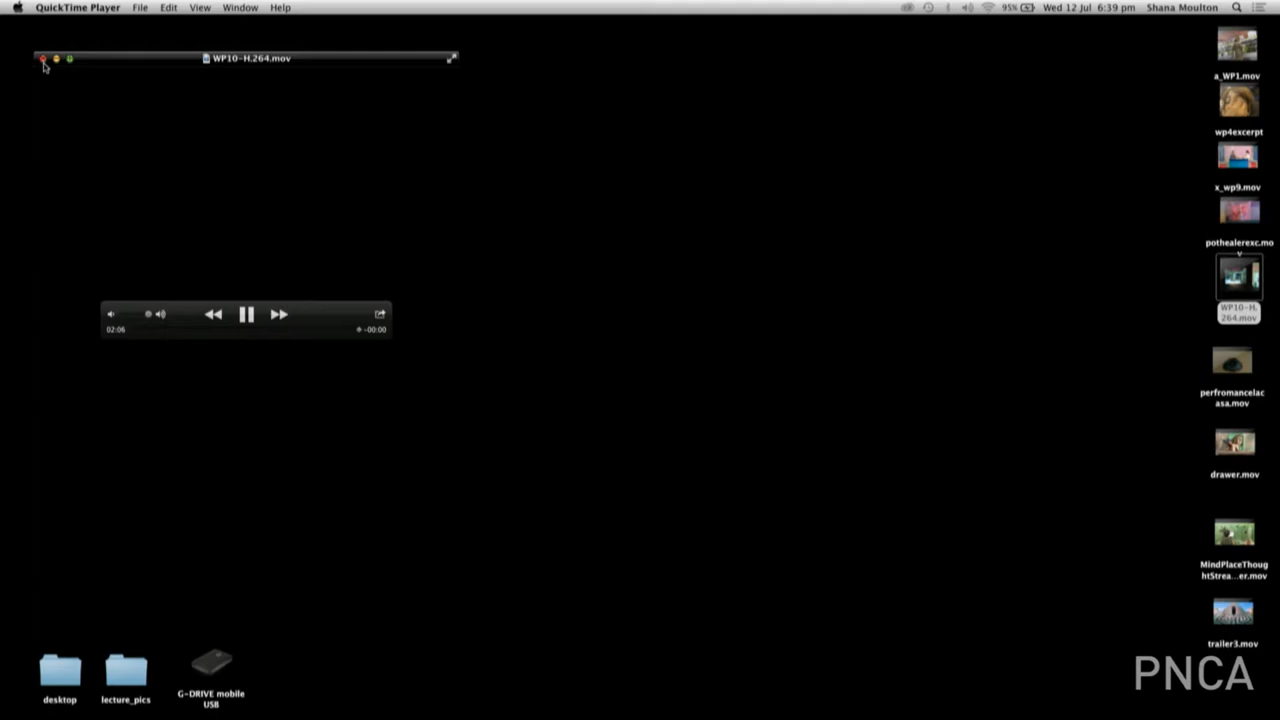 QuickTime Player File Edit View Window Help 95% Wed 12 Jul 6:39 pm Shana Moulton
WP10-H.264.mov
a_WP1.mov
wp4excerpt
x_wp9.mov
pothealerexc.mo
v
WP10-H.
264.mov
02:06 -00:00
perfromancelac
asa.mov
drawer.mov
MindPlaceThoug
htStrea...er.mov
trailer3.mov
desktop lecture_pics G-DRIVE mobile
USB
PNCA